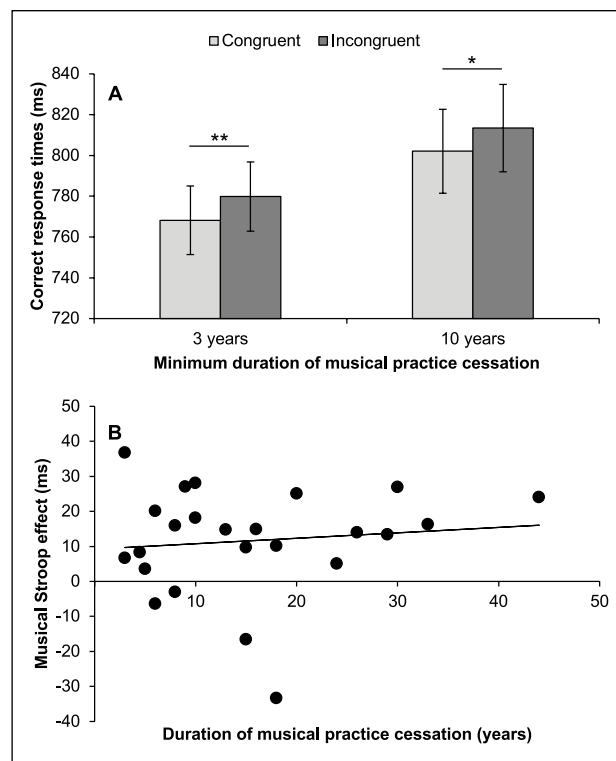 Congruent Incongruent
840
820
800
780
760
740
720
Correct response times (ms)
A
**
*
3 years 10 years
Minimum duration of musical practice cessation
50
40
30
20
10
0
-10
-20
-30
-40
Musical Stroop effect (ms)
B
10 20 30 40 50
Duration of musical practice cessation (years)